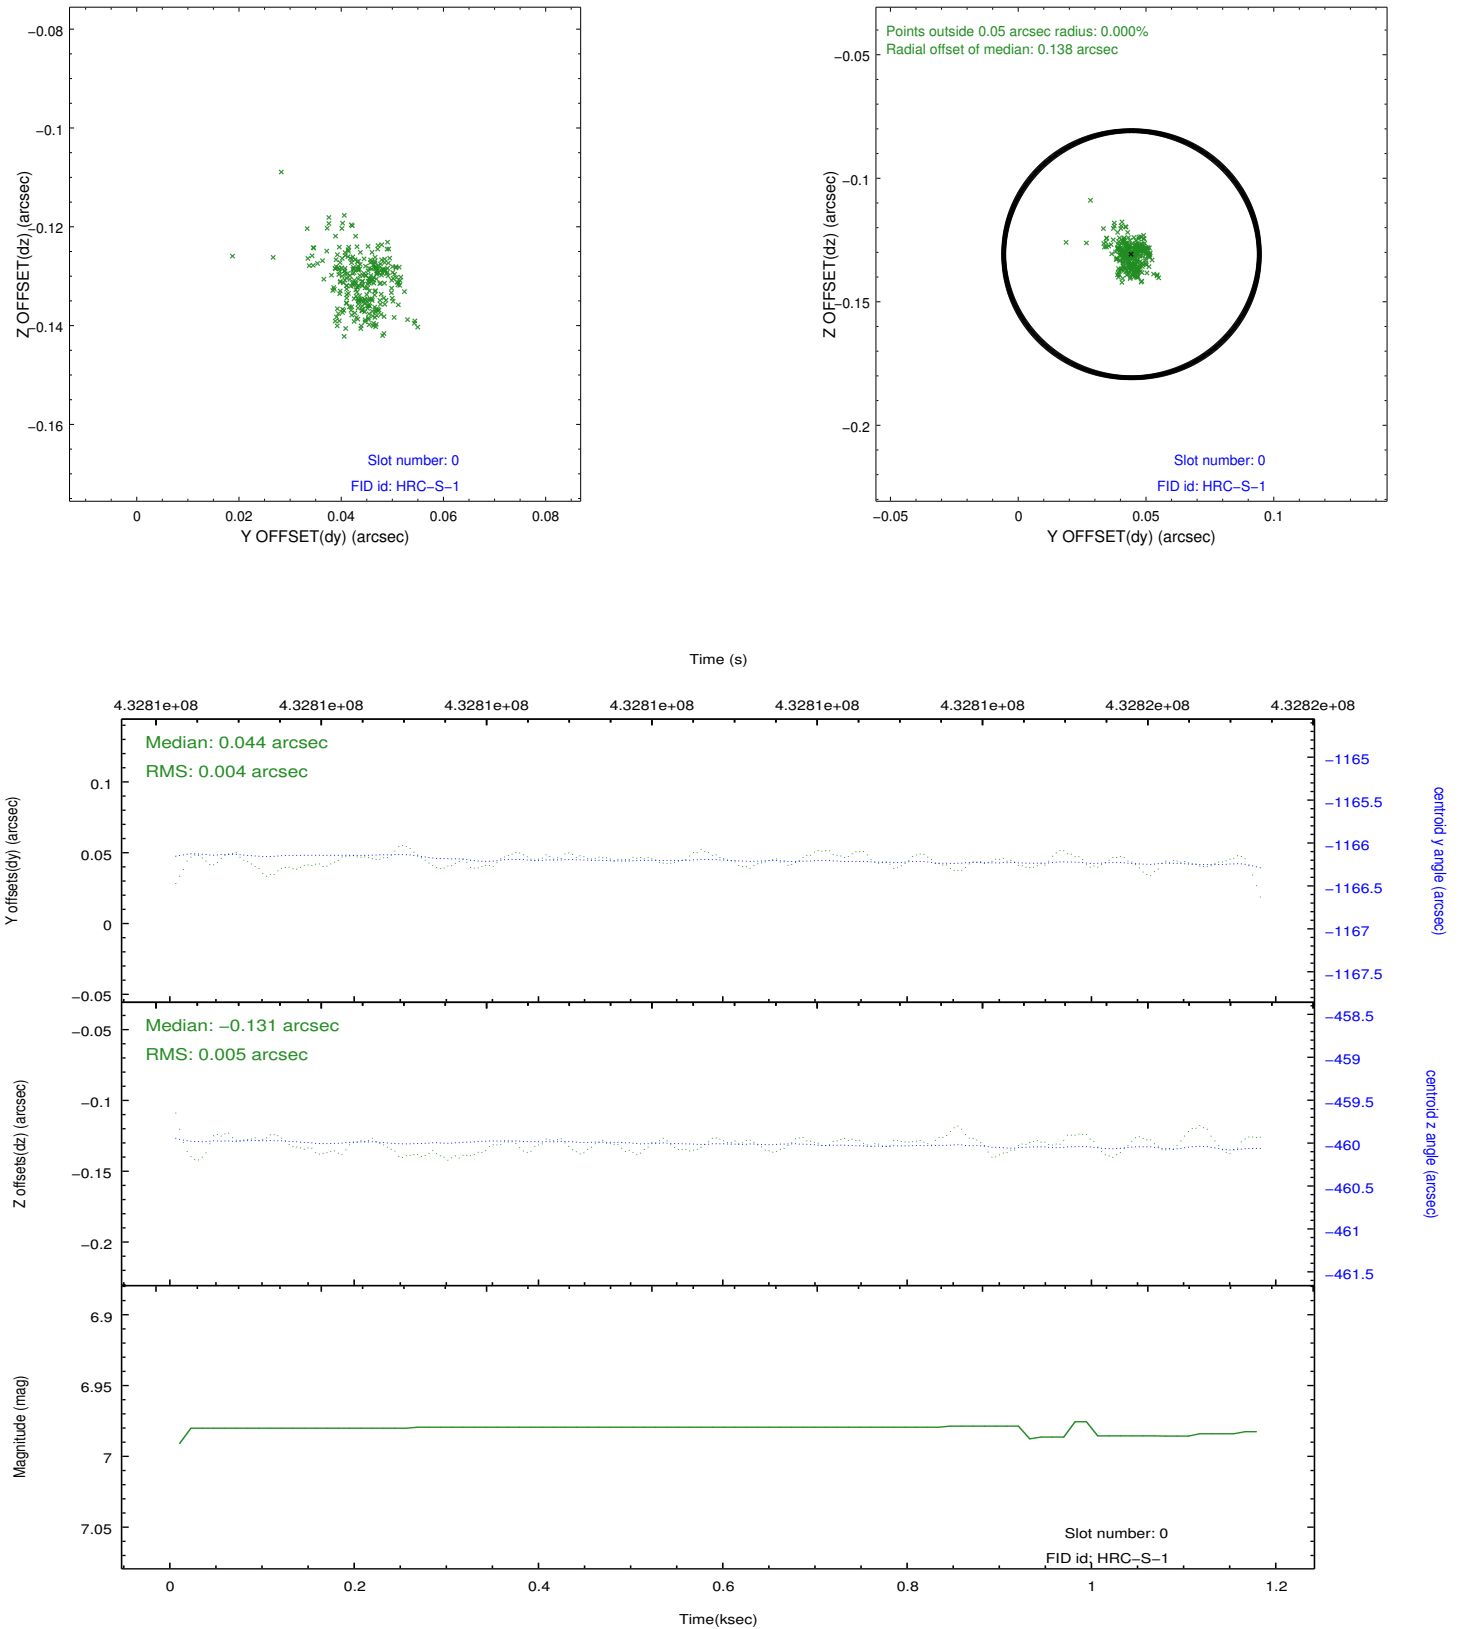 −0.08
−0.1
−0.12
−0.14
−0.16
Z OFFSET(dz) (arcsec)
Slot number: 0
FID id: HRC−S−1
0 0.02 0.04 0.06 0.08
Y OFFSET(dy) (arcsec)
Points outside 0.05 arcsec radius: 0.000%
Radial offset of median: 0.138 arcsec
−0.05
−0.1
−0.15
−0.2
Z OFFSET(dz) (arcsec)
Slot number: 0
FID id: HRC−S−1
−0.05 0 0.05 0.1
Y OFFSET(dy) (arcsec)
Time (s)
4.3281e+08 4.3281e+08 4.3281e+08 4.3281e+08 4.3281e+08 4.3281e+08 4.3282e+08 4.3282e+08
Median: 0.044 arcsec
RMS: 0.004 arcsec
0.1
0.05
0
−0.05
Y offsets(dy) (arcsec)
−1165
−1165.5
−1166
−1166.5
−1167
−1167.5
centroid y angle (arcsec)
Median: −0.131 arcsec
RMS: 0.005 arcsec
−0.05
−0.1
−0.15
−0.2
Z offsets(dz) (arcsec)
−458.5
−459
−459.5
−460
−460.5
−461
−461.5
centroid z angle (arcsec)
6.9
6.95
7
7.05
Magnitude (mag)
Slot number: 0
FID id: HRC−S−1
0 0.2 0.4 0.6 0.8 1 1.2
Time(ksec)